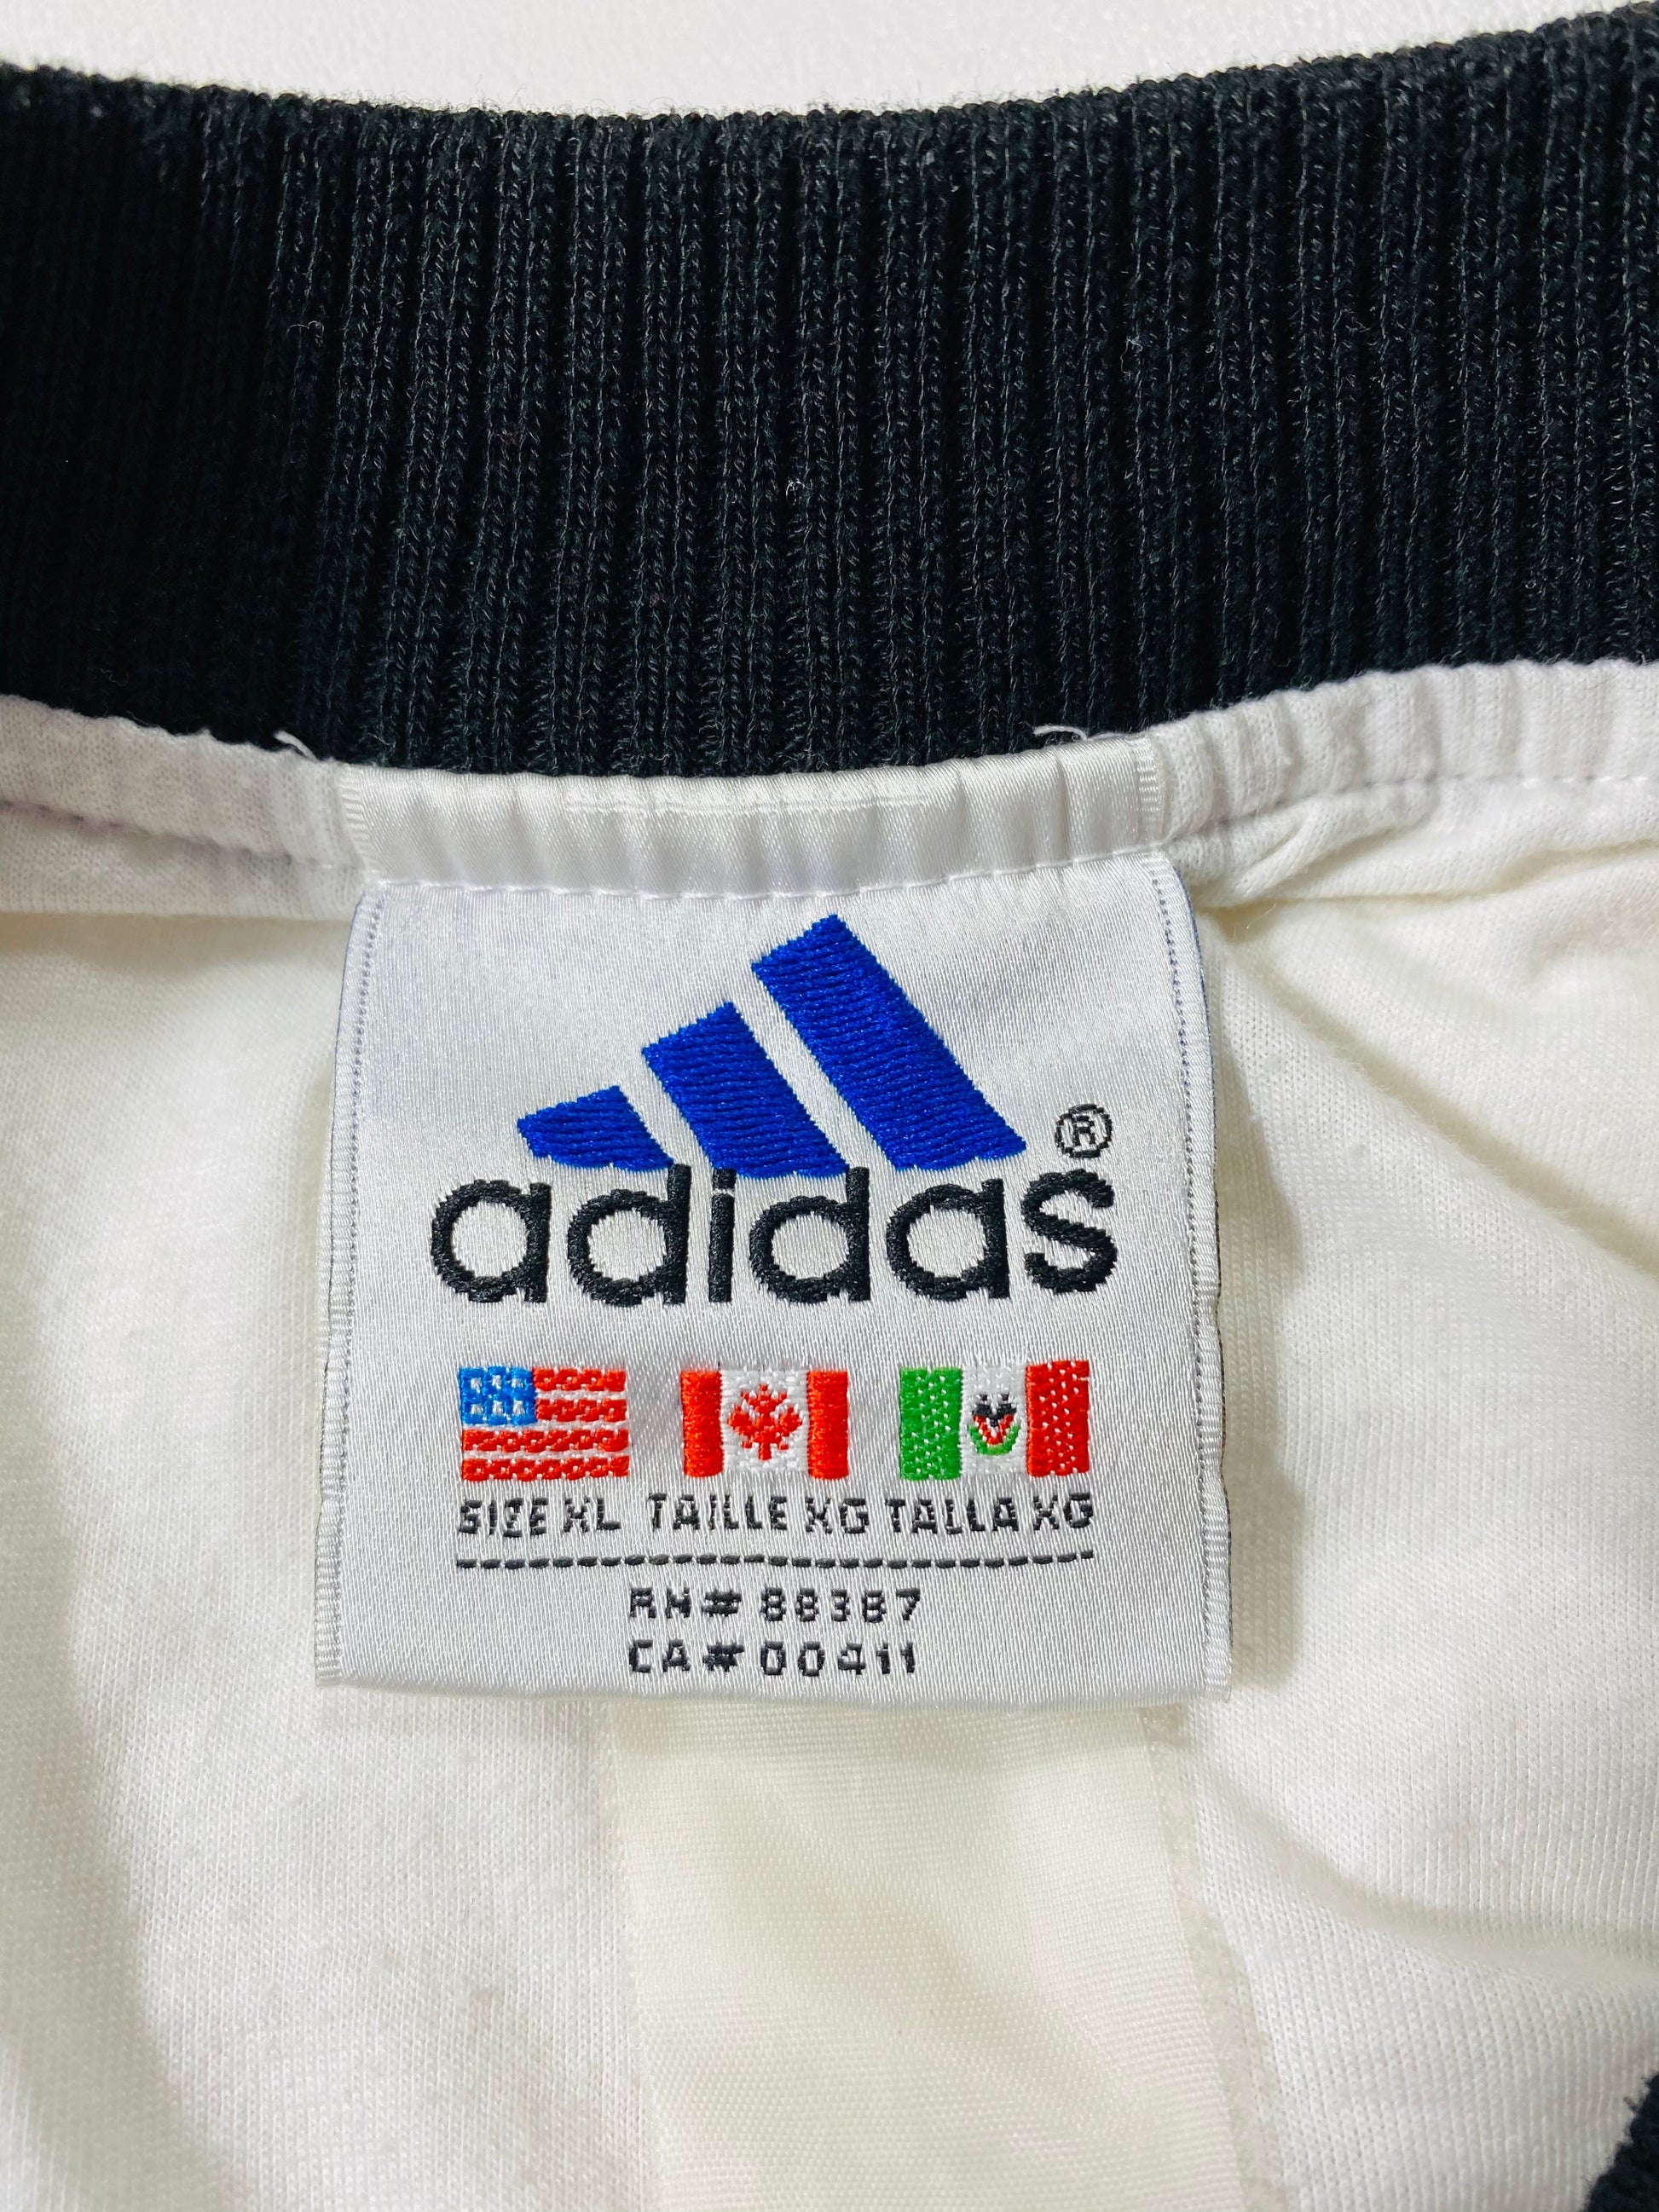 adidas®
SIZE XL TAILLE XG TALLA XG
RN# 88387
CA# 00411